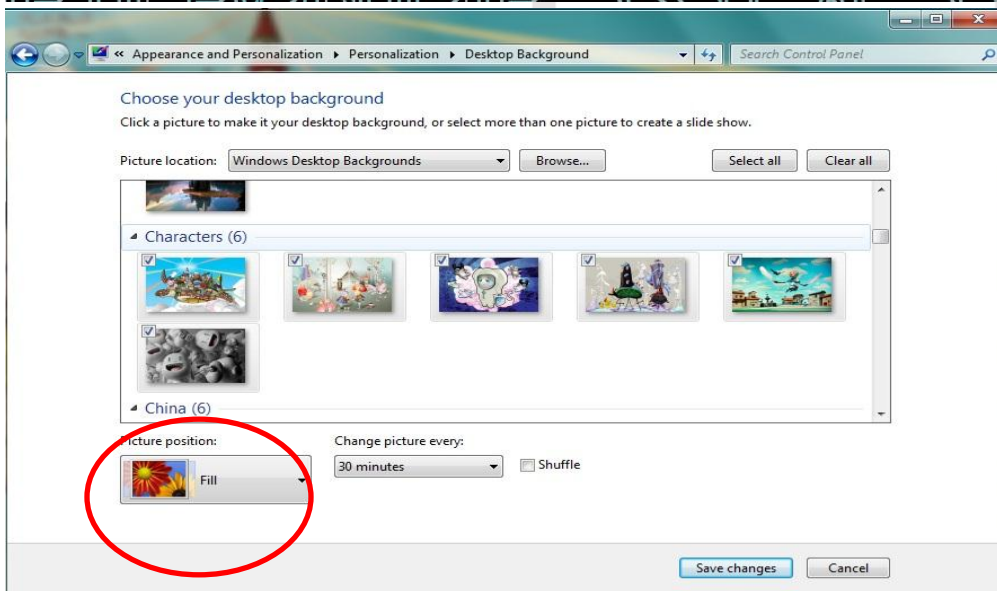 « Appearance and Personalization ▸ Personalization ▸ Desktop Background
Search Control Panel
Choose your desktop background
Click a picture to make it your desktop background, or select more than one picture to create a slide show.
Picture location: Windows Desktop Backgrounds Browse... Select all Clear all
Characters (6)
China (6)
Picture position: Change picture every:
Fill 30 minutes Shuffle
Save changes Cancel